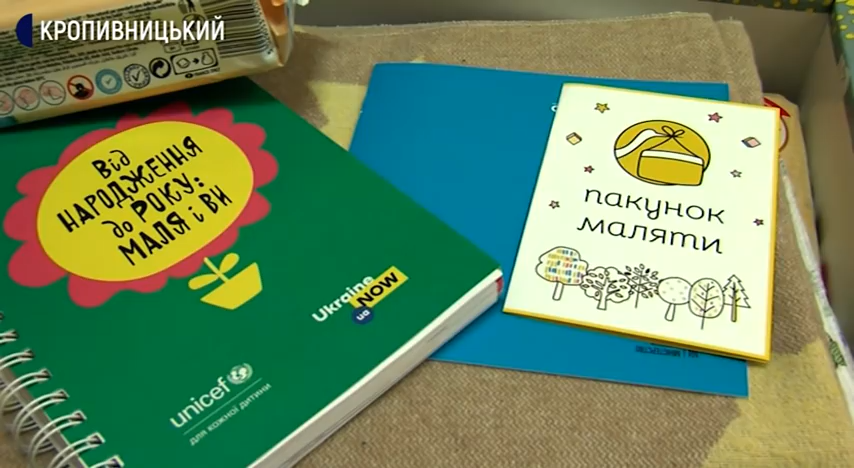 КРОПИВНИЦЬКИЙ
Від
НАРОДЖЕННЯ
до РОКУ:
МАЛЯ і ВИ
Ukraine
NOW
ua
unicef
для кожної дитини
пакунок
маляти